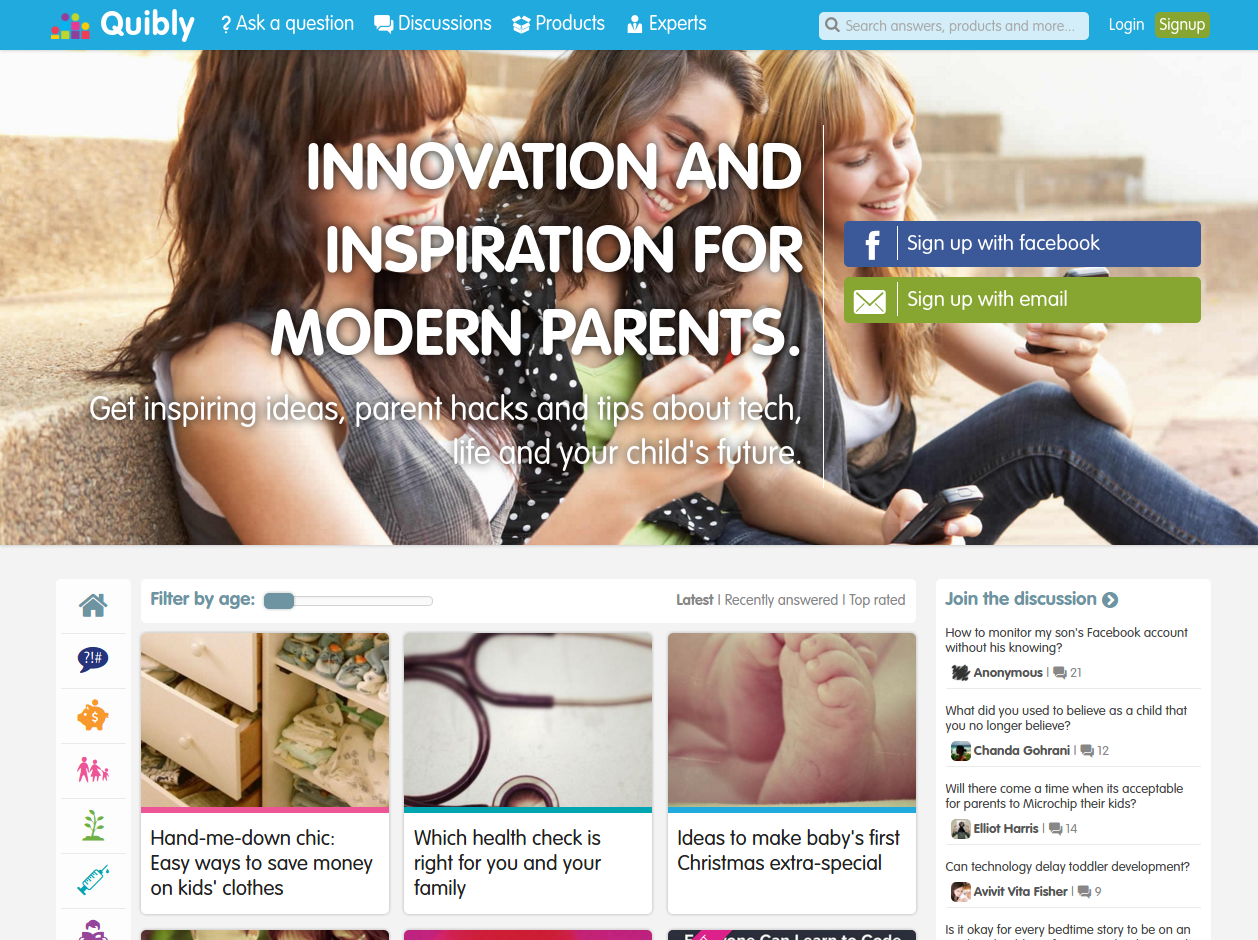 Quibly
? Ask a question
Discussions
Products
Experts
Search answers, products and more...
Login
Signup
INNOVATION AND
INSPIRATION FOR
MODERN PARENTS.
Get inspiring ideas, parent hacks and tips about tech,
life and your child's future.
f
Sign up with facebook
Sign up with email
?!#
$
Filter by age:
Latest | Recently answered | Top rated
Hand-me-down chic:
Easy ways to save money
on kids' clothes
Which health check is
right for you and your
family
Ideas to make baby's first
Christmas extra-special
Join the discussion
How to monitor my son's Facebook account
without his knowing?
Anonymous | 21
What did you used to believe as a child that
you no longer believe?
Chanda Gohrani | 12
Will there come a time when its acceptable
for parents to Microchip their kids?
Elliot Harris | 14
Can technology delay toddler development?
Avivit Vita Fisher | 9
Is it okay for every bedtime story to be on an
Can Learn to Code